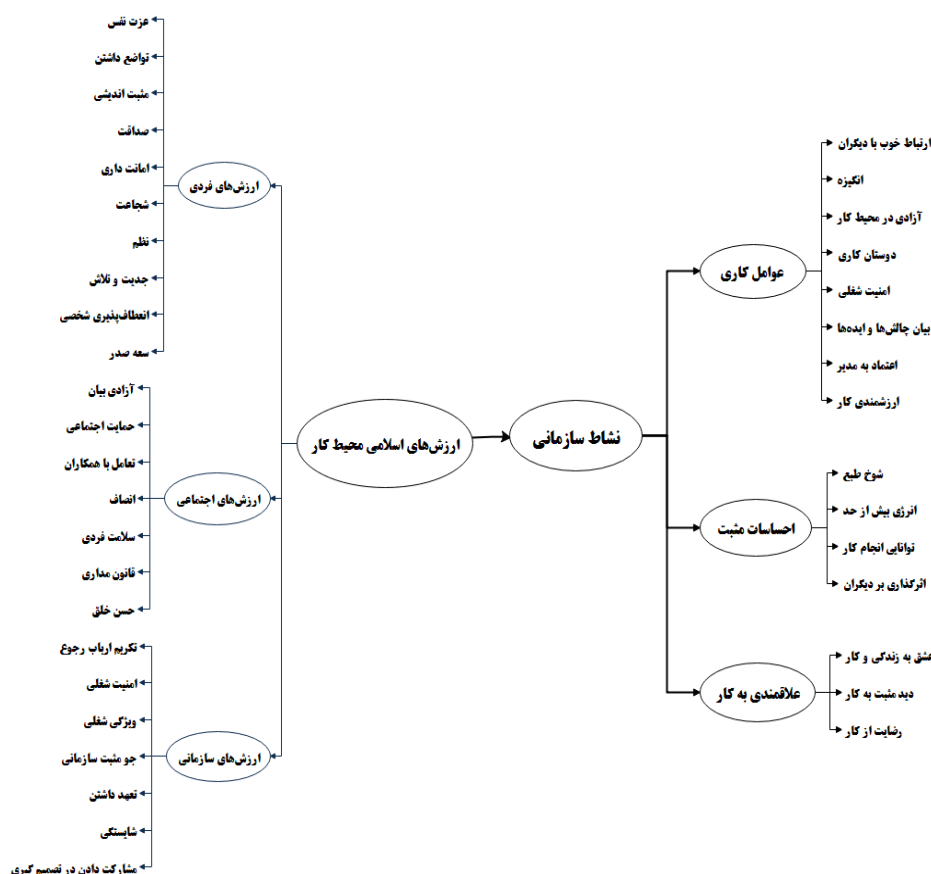 عزت نفس
تواضع داشتن
مثبت اندیشی
صداقت
امانت داری
شجاعت
نظم
جدیت و تلاش
انعطاف‌پذیری شخصی
سعه صدر
ارزش‌های فردی
آزادی بیان
حمایت اجتماعی
تعامل با همکاران
انصاف
سلامت فردی
قانون مداری
حسن خلق
ارزش‌های اجتماعی
تکریم ارباب رجوع
امنیت شغلی
ویژگی شغلی
جو مثبت سازمانی
تعهد داشتن
شایستگی
مشارکت دادن در تصمیم گیری
ارزش‌های سازمانی
ارزش‌های اسلامی محیط کار
نشاط سازمانی
عوامل کاری
ارتباط خوب با دیگران
انگیزه
آزادی در محیط کار
دوستان کاری
امنیت شغلی
بیان چالش‌ها و ایده‌ها
اعتماد به مدیر
ارزشمندی کار
احساسات مثبت
شوخ طبع
انرژی بیش از حد
توانایی انجام کار
اثرگذاری بر دیگران
علاقمندی به کار
عشق به زندگی و کار
دید مثبت به کار
رضایت از کار